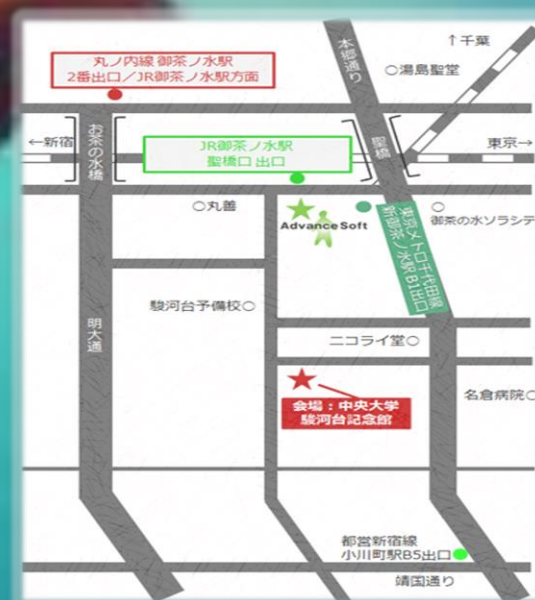 丸ノ内線 御茶ノ水駅
2番出口／JR御茶ノ水駅方面
本郷通り
↑千葉
○湯島聖堂
←新宿
お茶の水橋
JR御茶ノ水駅
聖橋口 出口
聖橋
東京→
○丸善
AdvanceSoft
東京メトロ千代田線
新御茶ノ水駅 B1出口
○
御茶の水ソラシテ
駿河台予備校○
明大通
ニコライ堂○
会場：中央大学
駿河台記念館
名倉病院○
都営新宿線
小川町駅B5出口
靖国通り